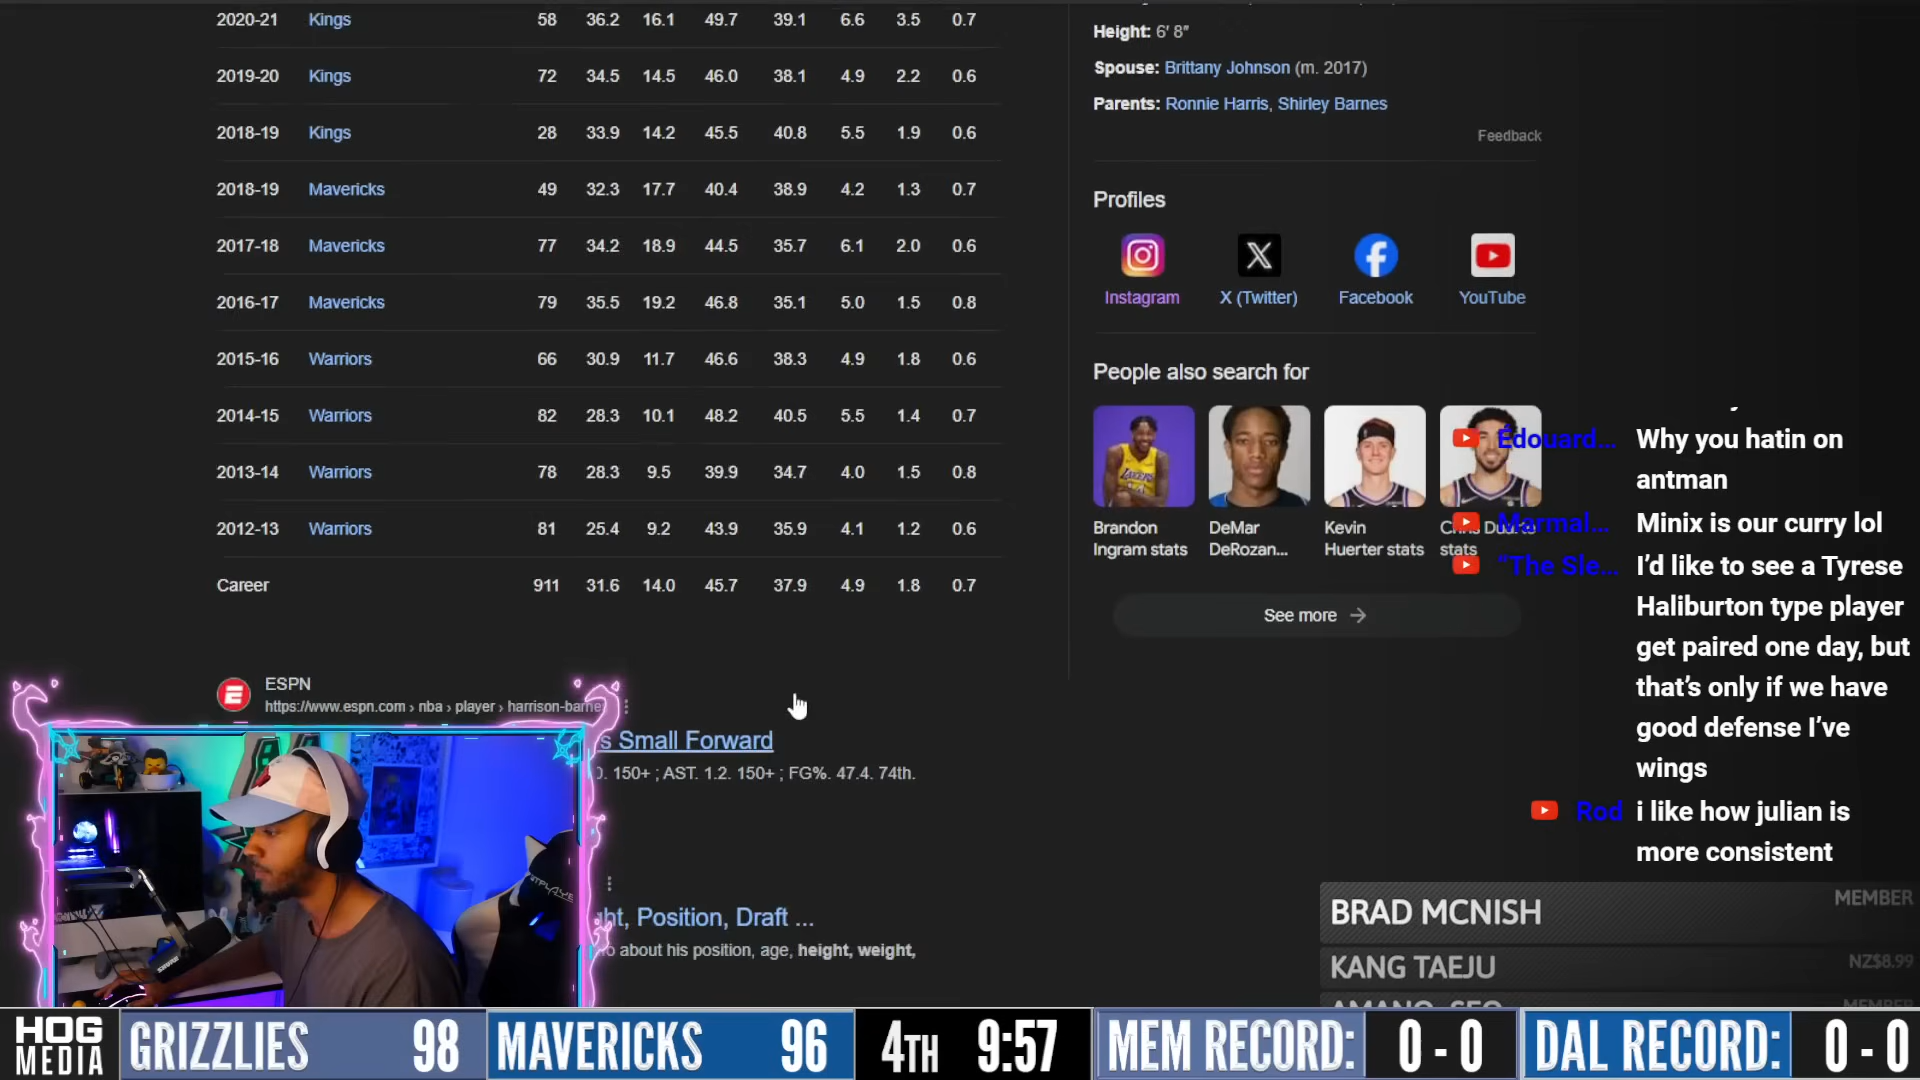 2020-21 Kings 58 36.2 16.1 49.7 39.1 6.6 3.5 0.7
2019-20 Kings 72 34.5 14.5 46.0 38.1 4.9 2.2 0.6
2018-19 Kings 28 33.9 14.2 45.5 40.8 5.5 1.9 0.6
2018-19 Mavericks 49 32.3 17.7 40.4 38.9 4.2 1.3 0.7
2017-18 Mavericks 77 34.2 18.9 44.5 35.7 6.1 2.0 0.6
2016-17 Mavericks 79 35.5 19.2 46.8 35.1 5.0 1.5 0.8
2015-16 Warriors 66 30.9 11.7 46.6 38.3 4.9 1.8 0.6
2014-15 Warriors 82 28.3 10.1 48.2 40.5 5.5 1.4 0.7
2013-14 Warriors 78 28.3 9.5 39.9 34.7 4.0 1.5 0.8
2012-13 Warriors 81 25.4 9.2 43.9 35.9 4.1 1.2 0.6
Career 911 31.6 14.0 45.7 37.9 4.9 1.8 0.7
ESPN
https://www.espn.com › nba › player › harrison-barne
s Small Forward
150+ ; AST. 1.2. 150+ ; FG%. 47.4. 74th.
ht, Position, Draft ...
about his position, age, height, weight,
Height: 6' 8"
Spouse: Brittany Johnson (m. 2017)
Parents: Ronnie Harris, Shirley Barnes
Feedback
Profiles
Instagram X (Twitter) Facebook YouTube
People also search for
Brandon Ingram stats
DeMar DeRozan...
Kevin Huerter stats
stats
See more →
Édouard... Why you hatin on
antman
Marmal... Minix is our curry lol
"The Sle... I'd like to see a Tyrese
Haliburton type player
get paired one day, but
that's only if we have
good defense I've
wings
Rod i like how julian is
more consistent
BRAD MCNISH MEMBER
KANG TAEJU NZ$8.99
HOG
MEDIA
GRIZZLIES 98 MAVERICKS 96 4TH 9:57 MEM RECORD: 0 - 0 DAL RECORD: 0 - 0